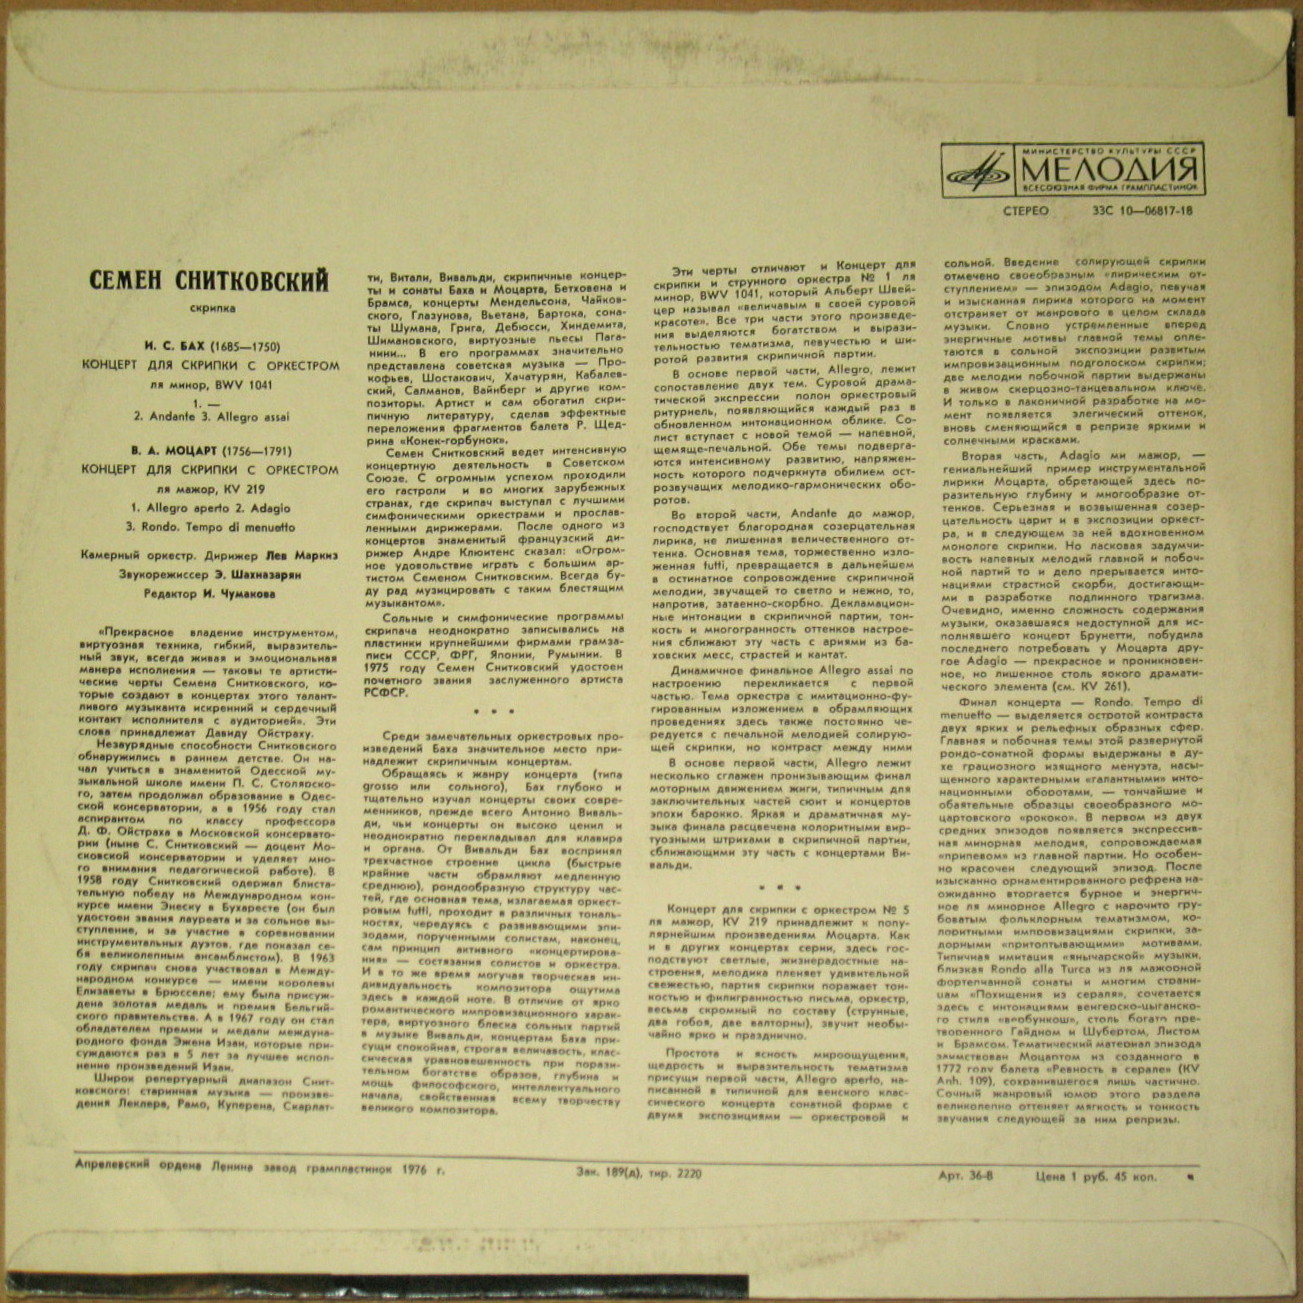 МИНИСТЕРСТВО КУЛЬТУРЫ СССР
МЕЛОДИЯ
ВСЕСОЮЗНАЯ ФИРМА ГРАМПЛАСТИНОК
СТЕРЕО 33С 10—06817-18
СЕМЕН СНИТКОВСКИЙ
скрипка
И. С. БАХ (1685—1750)
КОНЦЕРТ ДЛЯ СКРИПКИ С ОРКЕСТРОМ
ля минор, BWV 1041
1. —
2. Andante 3. Allegro assai
В. А. МОЦАРТ (1756—1791)
КОНЦЕРТ ДЛЯ СКРИПКИ С ОРКЕСТРОМ
ля мажор, KV 219
1. Allegro aperto 2. Adagio
3. Rondo. Tempo di menuetto
Камерный оркестр. Дирижер Лев Маркиз
Звукорежиссер Э. Шахназарян
Редактор И. Чумакова
«Прекрасное владение инструментом,
виртуозная техника, гибкий, выразитель-
ный звук, всегда живая и эмоциональная
манера исполнения — таковы те артисти-
ческие черты Семена Снитковского, ко-
торые создают в концертах этого талант-
ливого музыканта искренний и сердечный
контакт исполнителя с аудиторией». Эти
слова принадлежат Давиду Ойстраху.
Незаурядные способности Снитковского
обнаружились в раннем детстве. Он на-
чал учиться в знаменитой Одесской му-
зыкальной школе имени П. С. Столярско-
го, затем продолжал образование в Одес-
ской консерватории, а в 1956 году стал
аспирантом по классу профессора
Д. Ф. Ойстраха в Московской консервато-
рии (ныне С. Снитковский — доцент Мо-
сковской консерватории и уделяет мно-
го внимания педагогической работе). В
1958 году Снитковский одержал блиста-
тельную победу на Международном кон-
курсе имени Энеску в Бухаресте (он был
удостоен звания лауреата и за сольное вы-
ступление, и за участие в соревновании
инструментальных дуэтов, где показал се-
бя великолепным ансамблистом). В 1963
году скрипач снова участвовал в Между-
народном конкурсе — имени королевы
Елизаветы в Брюсселе; ему была присуж-
дена золотая медаль и премия Бельгий-
ского правительства. А в 1967 году он стал
обладателем премии и медали междуна-
родного фонда Эжена Изаи, которые при-
суждаются раз в 5 лет за лучшее испол-
нение произведений Изаи.
Широк репертуарный диапазон Снит-
ковского: старинная музыка — произве-
дения Леклера, Рамо, Куперена, Скарлат-
ти, Витали, Вивальди, скрипичные концер-
ты и сонаты Баха и Моцарта, Бетховена и
Брамса, концерты Мендельсона, Чайков-
ского, Глазунова, Вьетана, Бартока, сона-
ты Шумана, Грига, Дебюсси, Хиндемита,
Шимановского, виртуозные пьесы Пага-
нини... В его программах значительно
представлена советская музыка — Про-
кофьев, Шостакович, Хачатурян, Кабалев-
ский, Салманов, Вайнберг и другие ком-
позиторы. Артист и сам обогатил скри-
пичную литературу, сделав эффектные
переложения фрагментов балета Р. Щед-
рина «Конек-горбунок».
Семен Снитковский ведет интенсивную
концертную деятельность в Советском
Союзе. С огромным успехом проходили
его гастроли и во многих зарубежных
странах, где скрипач выступал с лучшими
симфоническими оркестрами и прослав-
ленными дирижерами. После одного из
концертов знаменитый французский ди-
рижер Андре Клюитенс сказал: «Огром-
ное удовольствие играть с большим ар-
тистом Семеном Снитковским. Всегда бу-
ду рад музицировать с таким блестящим
музыкантом».
Сольные и симфонические программы
скрипача неоднократно записывались на
пластинки крупнейшими фирмами грамза-
писи СССР, ФРГ, Японии, Румынии. В
1975 году Семен Снитковский удостоен
почетного звания заслуженного артиста
РСФСР.
* * *
Среди замечательных оркестровых про-
изведений Баха значительное место при-
надлежит скрипичным концертам.
Обращаясь к жанру концерта (типа
grosso или сольного), Бах глубоко и
тщательно изучал концерты своих совре-
менников, прежде всего Антонио Виваль-
ди, чьи концерты он высоко ценил и
неоднократно перекладывал для клавира
и органа. От Вивальди Бах воспринял
трехчастное строение цикла (быстрые
крайние части обрамляют медленную
среднюю), рондообразную структуру час-
тей, где основная тема, излагаемая оркест-
ровым tutti, проходит в различных тональ-
ностях, чередуясь с развивающими эпи-
зодами, порученными солистам, наконец,
сам принцип активного «концертирова-
ния» — состязания солистов и оркестра.
И в то же время могучая творческая ин-
дивидуальность композитора ощутима
здесь в каждой ноте. В отличие от ярко
романтического импровизационного харак-
тера, виртуозного блеска сольных партий
в музыке Вивальди, концертам Баха при-
сущи спокойная, строгая величавость, клас-
сическая уравновешенность при порази-
тельном богатстве образов, глубина и
мощь философского, интеллектуального
начала, свойственная всему творчеству
великого композитора.
Эти черты отличают и Концерт для
скрипки и струнного оркестра № 1 ля
минор, BWV 1041, который Альберт Швей-
цер называл «величавым в своей суровой
красоте». Все три части этого произведе-
ния выделяются богатством и вырази-
тельностью тематизма, певучестью и ши-
ротой развития скрипичной партии.
В основе первой части, Allegro, лежит
сопоставление двух тем. Суровой драма-
тической экспрессии полон оркестровый
ритурнель, появляющийся каждый раз в
обновленном интонационном облике. Со-
лист вступает с новой темой — напевной,
щемяще-печальной. Обе темы подверга-
ются интенсивному развитию, напряжен-
ность которого подчеркнута обилием ост-
розвучащих мелодико-гармонических обо-
ротов.
Во второй части, Andante до мажор,
господствует благородная созерцательная
лирика, не лишенная величественного от-
тенка. Основная тема, торжественно изло-
женная tutti, превращается в дальнейшем
в остинатное сопровождение скрипичной
мелодии, звучащей то светло и нежно, то,
напротив, затаенно-скорбно. Декламацион-
ные интонации в скрипичной партии, тон-
кость и многогранность оттенков настрое-
ния сближают эту часть с ариями из ба-
ховских месс, страстей и кантат.
Динамичное финальное Allegro assai по
настроению перекликается с первой
частью. Тема оркестра с имитационно-фу-
гированным изложением в обрамляющих
проведениях здесь также постоянно че-
редуется с печальной мелодией солирую-
щей скрипки, но контраст между ними
В основе первой части, Allegro лежит
несколько сглажен пронизывающим финал
моторным движением жиги, типичным для
заключительных частей сюит и концертов
эпохи барокко. Яркая и драматичная му-
зыка финала расцвечена колоритными вир-
туозными штрихами в скрипичной партии,
сближающими эту часть с концертами Ви-
вальди.
* * *
Концерт для скрипки с оркестром № 5
ля мажор, KV 219 принадлежит к попу-
лярнейшим произведениям Моцарта. Как
и в других концертах серии, здесь гос-
подствуют светлые, жизнерадостные на-
строения, мелодика пленяет удивительной
свежестью, партия скрипки поражает тон-
костью и филигранностью письма, оркестр,
весьма скромный по составу (струнные,
два гобоя, две валторны), звучит необы-
чайно ярко и празднично.
Простота и ясность мироощущения,
щедрость и выразительность тематизма
присущи первой части, Allegro aperto, на-
писанной в типичной для венского клас-
сического концерта сонатной форме с
двумя экспозициями — оркестровой и
сольной. Введение солирующей скрипки
отмечено своеобразным «лирическим от-
ступлением» — эпизодом Adagio, певучая
и изысканная лирика которого на момент
отстраняет от жанрового в целом склада
музыки. Словно устремленные вперед
энергичные мотивы главной темы опле-
таются в сольной экспозиции развитым
импровизационным подголоском скрипки;
две мелодии побочной партии выдержаны
в живом скерцозно-танцевальном ключе.
И только в лаконичной разработке на мо-
мент появляется элегический оттенок,
вновь сменяющийся в репризе яркими и
солнечными красками.
Вторая часть, Adagio ми мажор, —
гениальнейший пример инструментальной
лирики Моцарта, обретающей здесь по-
разительную глубину и многообразие от-
тенков. Серьезная и возвышенная созер-
цательность царит и в экспозиции оркест-
ра, и в следующем за ней вдохновенном
монологе скрипки. Но ласковая задумчи-
вость напевных мелодий главной и побоч-
ной партий то и дело прерывается инто-
нациями страстной скорби, достигающи-
ми в разработке подлинного трагизма.
Очевидно, именно сложность содержания
музыки, оказавшаяся недоступной для ис-
полнявшего концерт Брунетти, побудила
последнего потребовать у Моцарта дру-
гое Adagio — прекрасное и проникновен-
ное, но лишенное столь яокого драмати-
ческого элемента (см. KV 261).
Финал концерта — Rondo. Tempo di
menuetto — выделяется остротой контраста
двух ярких и рельефных образных сфер.
Главная и побочная темы этой развернутой
рондо-сонатной формы выдержаны в ду-
хе грациозного изящного менуэта, насы-
щенного характерными «галантными» инто-
национными оборотами, — тончайшие и
обаятельные образцы своеобразного мо-
цартовского «рококо». В первом из двух
средних эпизодов появляется экспрессив-
ная минорная мелодия, сопровождаемая
«припевом» из главной партии. Но особен-
но красочен следующий эпизод. После
изысканно орнаментированного рефрена не-
ожиданно вторгается бурное и энергич-
ное ля минорное Allegro с нарочито гру-
боватым фольклорным тематизмом, ко-
лоритными импровизациями скрипки, за-
дорными «притоптывающими» мотивами.
Типичная имитация «янычарской» музыки,
близкая Rondo alla Turca из ля мажорной
фортепианной сонаты и многим страни-
цам «Похищения из сераля», сочетается
здесь с интонациями венгерско-цыганско-
го стиля «вербункош», столь богато пре-
творенного Гайдном и Шубертом, Листом
и Брамсом. Тематический материал эпизода
заимствован Моцартом из созданного в
1772 году балета «Ревность в серале» (KV
Anh. 109), сохранившегося лишь частично.
Сочный жанровый юмор этого раздела
великолепно оттеняет мягкость и тонкость
звучания следующей за ним репризы.
Апрелевский ордена Ленина завод грампластинок 1976 г. Зак. 189(д), тир. 2220 Арт. 36-8 Цена 1 руб. 45 коп.